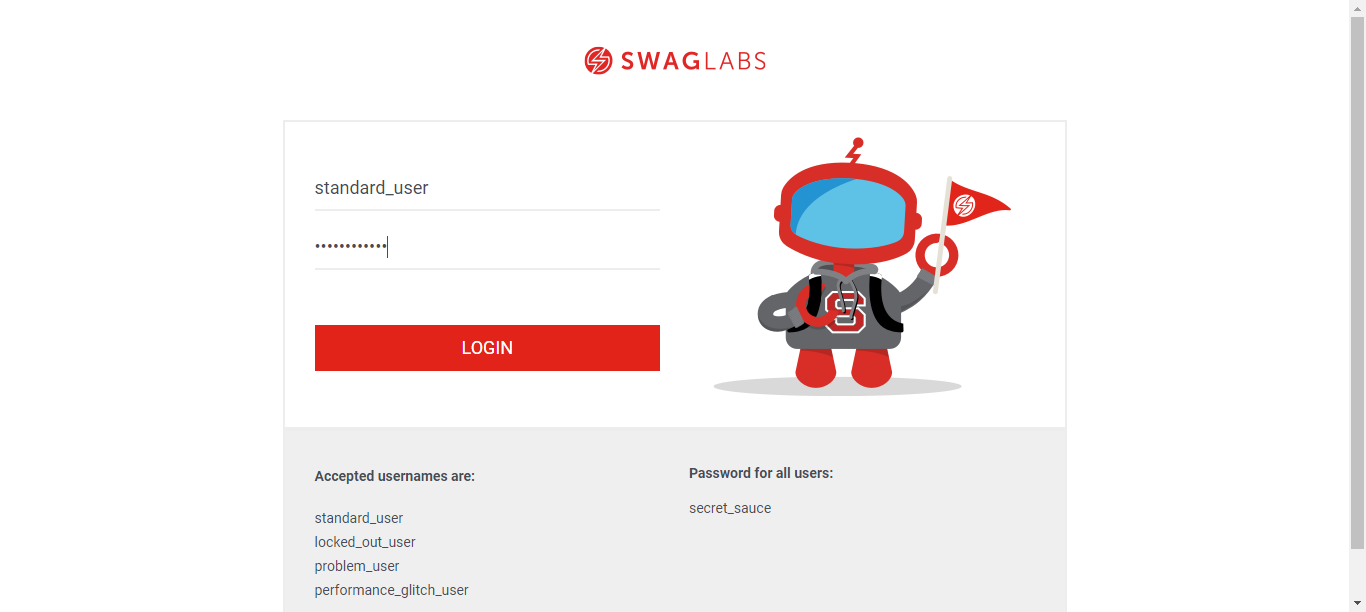 SWAGLABS
standard_user
••••••••••••
LOGIN
S
Accepted usernames are:
standard_user
locked_out_user
problem_user
performance_glitch_user
Password for all users:
secret_sauce